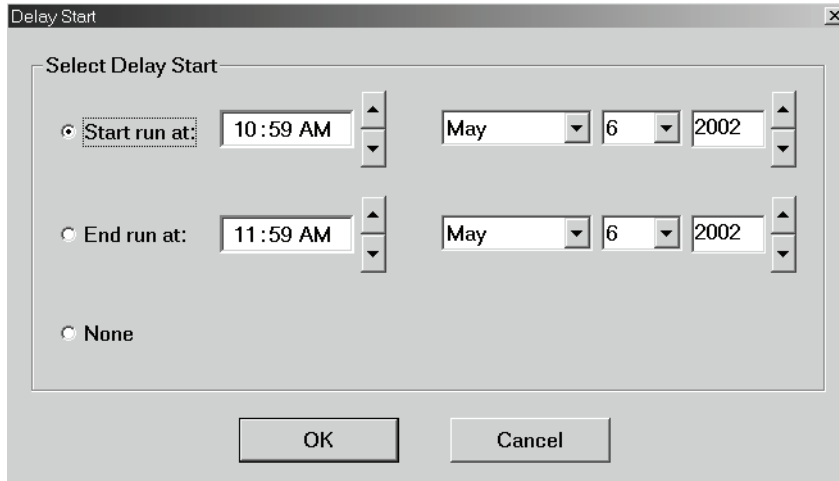 Delay Start
Select Delay Start
Start run at: 10:59 AM May 6 2002
End run at: 11:59 AM May 6 2002
None
OK Cancel